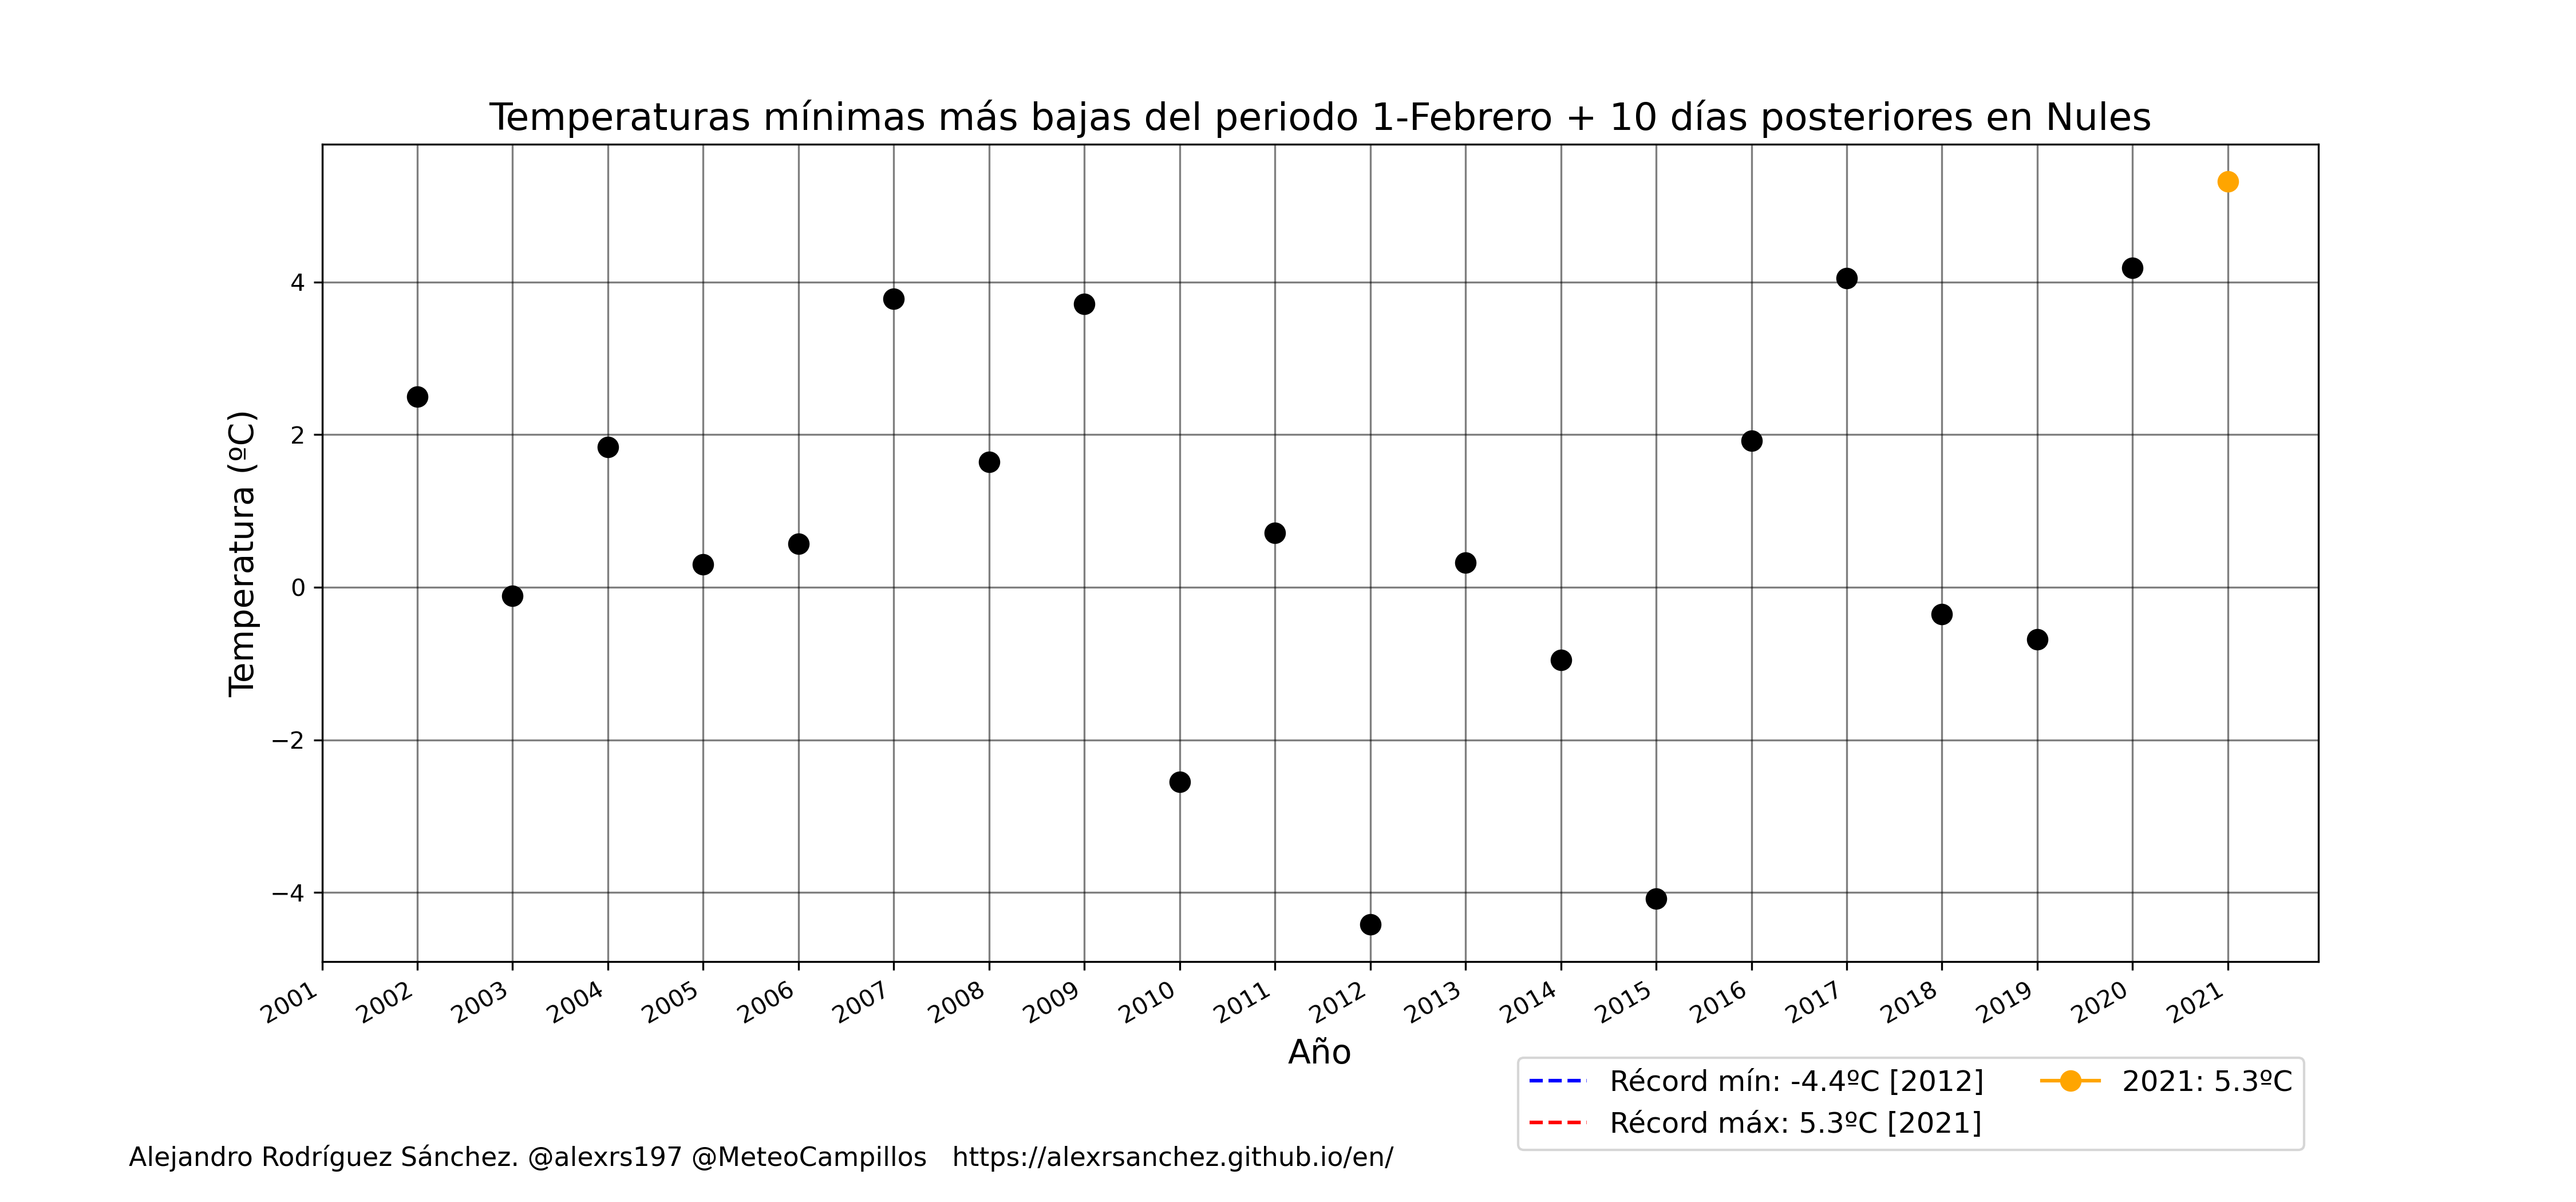 Temperaturas mínimas más bajas del periodo 1-Febrero + 10 días posteriores en Nules
Temperatura (ºC)
4
2
0
−2
−4
2001 2002 2003 2004 2005 2006 2007 2008 2009 2010 2011 2012 2013 2014 2015 2016 2017 2018 2019 2020 2021
Año
Récord mín: -4.4ºC [2012]
Récord máx: 5.3ºC [2021]
2021: 5.3ºC
Alejandro Rodríguez Sánchez. @alexrs197 @MeteoCampillos https://alexrsanchez.github.io/en/